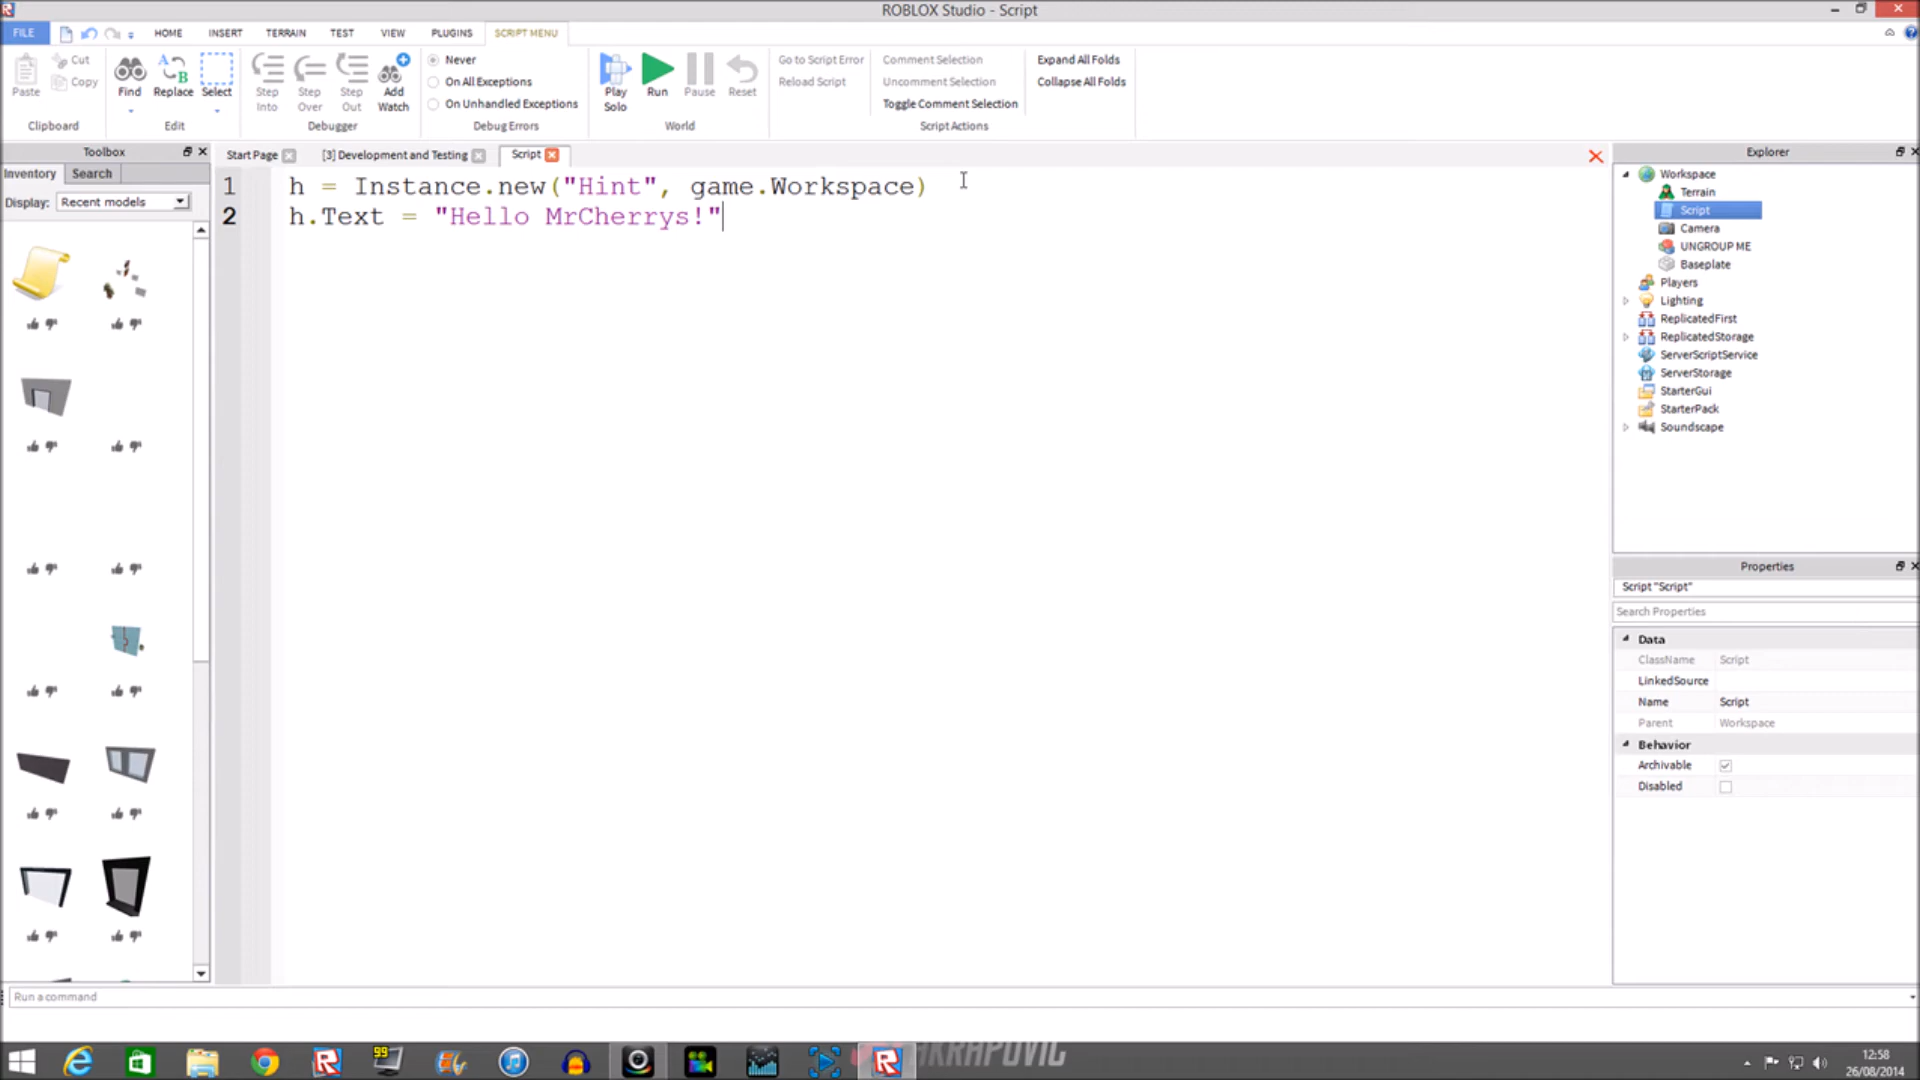 ROBLOX Studio - Script
FILE
HOME
INSERT
TERRAIN
TEST
VIEW
PLUGINS
SCRIPT MENU
Paste
Cut
Copy
Clipboard
Find
Replace
Select
Edit
Step Into
Step Over
Step Out
Add Watch
Debugger
Never
On All Exceptions
On Unhandled Exceptions
Debug Errors
Play Solo
Run
Pause
Reset
World
Go to Script Error
Reload Script
Comment Selection
Uncomment Selection
Toggle Comment Selection
Script Actions
Expand All Folds
Collapse All Folds
Toolbox
Inventory
Search
Display: Recent models
Start Page
[3] Development and Testing
Script
1 h = Instance.new("Hint", game.Workspace)
2 h.Text = "Hello MrCherrys!"
Explorer
Workspace
Terrain
Script
Camera
UNGROUP ME
Baseplate
Players
Lighting
ReplicatedFirst
ReplicatedStorage
ServerScriptService
ServerStorage
StarterGui
StarterPack
Soundscape
Properties
Script "Script"
Search Properties
Data
ClassName Script
LinkedSource
Name Script
Parent Workspace
Behavior
Archivable
Disabled
Run a command
99
AKRAPOVIC
12:58
26/08/2014